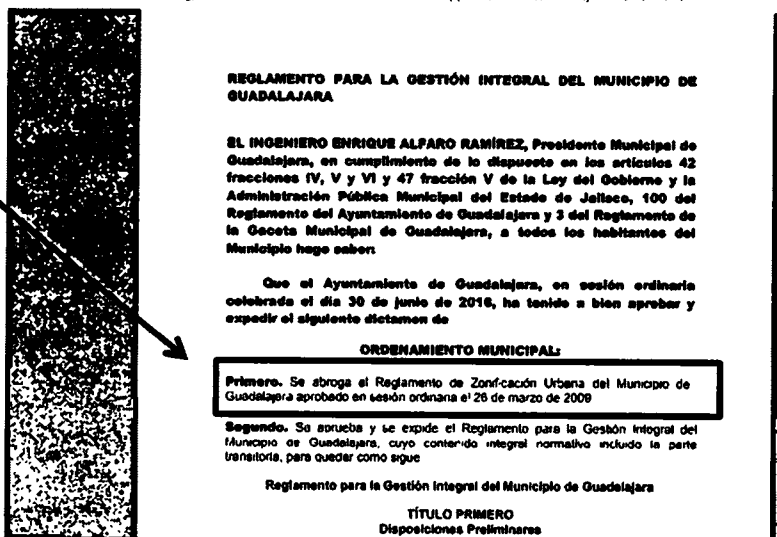 REGLAMENTO PARA LA GESTIÓN INTEGRAL DEL MUNICIPIO DE
GUADALAJARA
EL INGENIERO ENRIQUE ALFARO RAMÍREZ, Presidente Municipal de
Guadalajara, en cumplimiento de lo dispuesto en los artículos 42
fracciones IV, V y VI y 47 fracción V de la Ley del Gobierno y la
Administración Pública Municipal del Estado de Jalisco, 100 del
Reglamento del Ayuntamiento de Guadalajara y 3 del Reglamento de
la Gaceta Municipal de Guadalajara, a todos los habitantes del
Municipio hago saber:
Que el Ayuntamiento de Guadalajara, en sesión ordinaria
celebrada el día 30 de junio de 2016, ha tenido a bien aprobar y
expedir el siguiente dictamen de
ORDENAMIENTO MUNICIPAL:
Primero. Se abroga el Reglamento de Zonificación Urbana del Municipio de
Guadalajara aprobado en sesión ordinaria el 26 de marzo de 2009
Segundo. Se aprueba y se expide el Reglamento para la Gestión Integral del
Municipio de Guadalajara, cuyo contenido integral normativo incluido la parte
transitoria, para quedar como sigue
Reglamento para la Gestión Integral del Municipio de Guadalajara
TÍTULO PRIMERO
Disposiciones Preliminares